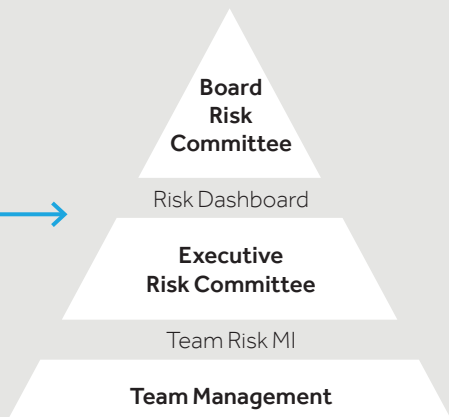 Board
Risk
Committee
Risk Dashboard
Executive
Risk Committee
Team Risk MI
Team Management